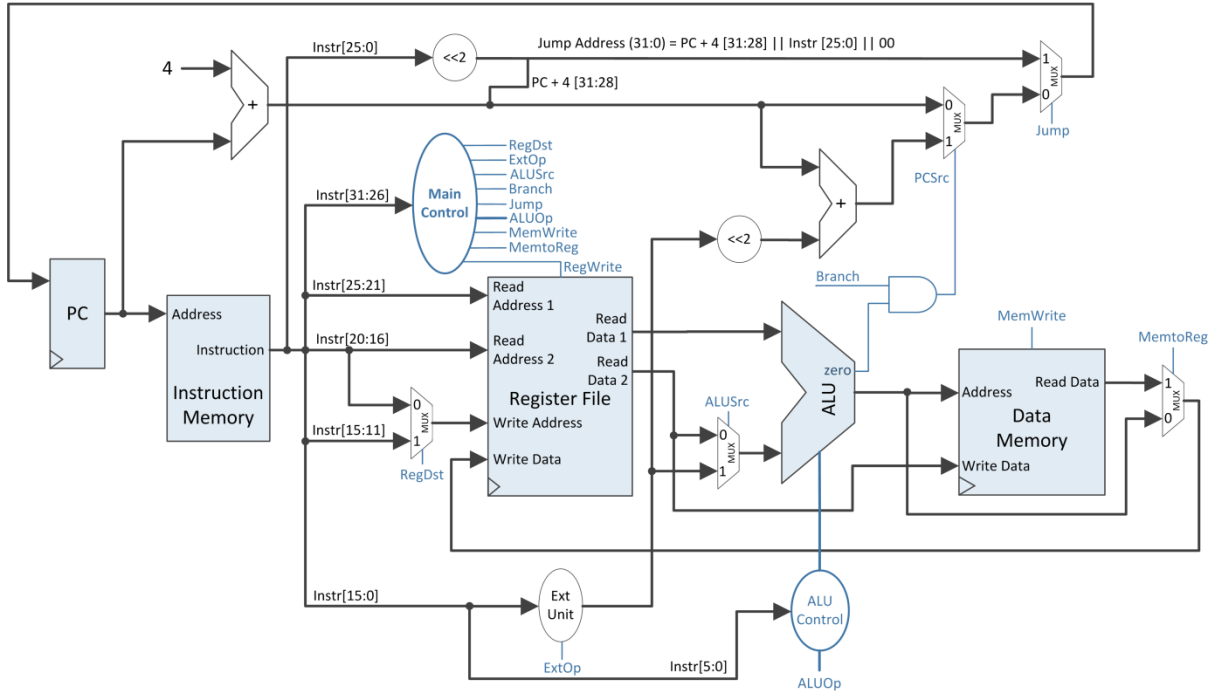 Instr[25:0]
<<2
Jump Address (31:0) = PC + 4 [31:28] || Instr [25:0] || 00
1
MUX
0
Jump
4
+
PC + 4 [31:28]
0
MUX
1
PCSrc
Main
Control
RegDst
ExtOp
ALUSrc
Branch
Jump
ALUOp
MemWrite
MemtoReg
RegWrite
Instr[31:26]
+
<<2
PC
Address
Instruction
Instruction
Memory
Instr[25:21]
Instr[20:16]
Instr[15:11]
0
MUX
1
RegDst
Read
Address 1
Read
Address 2
Read
Data 1
Read
Data 2
Register File
Write Address
Write Data
ALUSrc
0
MUX
1
Branch
zero
ALU
MemWrite
Address
Read Data
Data
Memory
Write Data
MemtoReg
1
MUX
0
Instr[15:0]
Ext
Unit
ExtOp
Instr[5:0]
ALU
Control
ALUOp